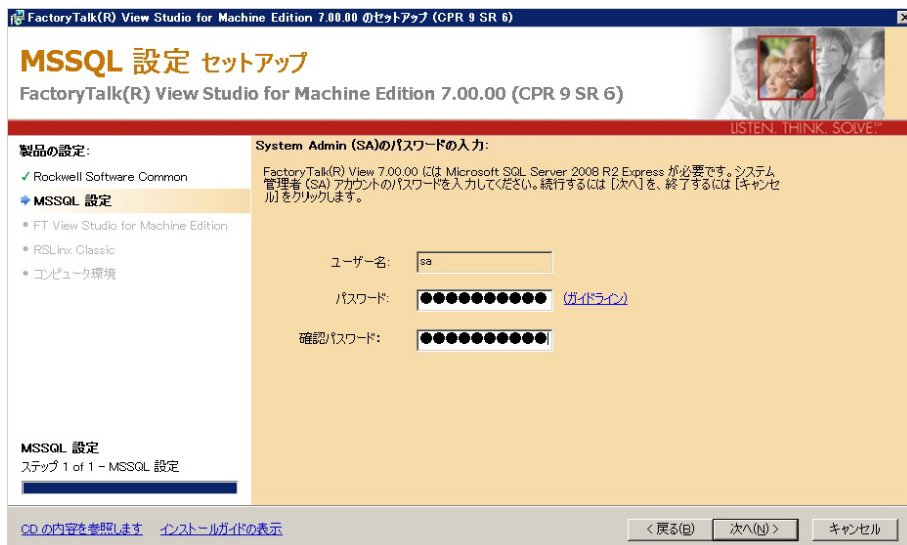 FactoryTalk(R) View Studio for Machine Edition 7.00.00 のセットアップ (CPR 9 SR 6)
MSSQL 設定 セットアップ
FactoryTalk(R) View Studio for Machine Edition 7.00.00 (CPR 9 SR 6)
LISTEN. THINK. SOLVE.℠
製品の設定:
✓ Rockwell Software Common
MSSQL 設定
• FT View Studio for Machine Edition
• RSLinx Classic
• コンピュータ環境
MSSQL 設定
ステップ 1 of 1 - MSSQL 設定
System Admin (SA)のパスワードの入力:
FactoryTalk(R) View 7.00.00 には Microsoft SQL Server 2008 R2 Express が必要です。システム
管理者 (SA) アカウントのパスワードを入力してください。続行するには [次へ] を、終了するには [キャンセ
ル] をクリックします。
ユーザー名: sa
パスワード: ●●●●●●●●●● (ガイドライン)
確認パスワード: ●●●●●●●●●●
CD の内容を参照します インストールガイドの表示
< 戻る(B) 次へ(N) > キャンセル